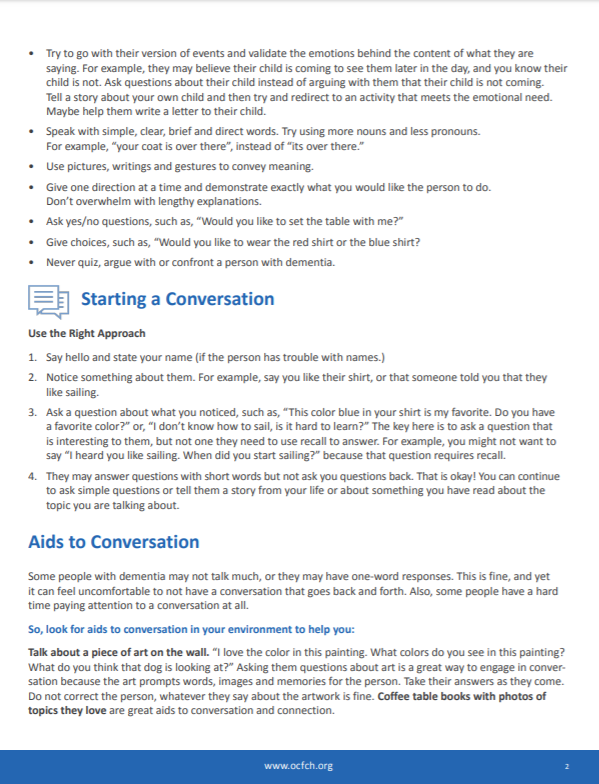 • Try to go with their version of events and validate the emotions behind the content of what they are
saying. For example, they may believe their child is coming to see them later in the day, and you know their
child is not. Ask questions about their child instead of arguing with them that their child is not coming.
Tell a story about your own child and then try and redirect to an activity that meets the emotional need.
Maybe help them write a letter to their child.
• Speak with simple, clear, brief and direct words. Try using more nouns and less pronouns.
For example, “your coat is over there”, instead of “its over there.”
• Use pictures, writings and gestures to convey meaning.
• Give one direction at a time and demonstrate exactly what you would like the person to do.
Don’t overwhelm with lengthy explanations.
• Ask yes/no questions, such as, “Would you like to set the table with me?”
• Give choices, such as, “Would you like to wear the red shirt or the blue shirt?
• Never quiz, argue with or confront a person with dementia.
Starting a Conversation
Use the Right Approach
1. Say hello and state your name (if the person has trouble with names.)
2. Notice something about them. For example, say you like their shirt, or that someone told you that they
like sailing.
3. Ask a question about what you noticed, such as, “This color blue in your shirt is my favorite. Do you have
a favorite color?” or, “I don’t know how to sail, is it hard to learn?” The key here is to ask a question that
is interesting to them, but not one they need to use recall to answer. For example, you might not want to
say “I heard you like sailing. When did you start sailing?” because that question requires recall.
4. They may answer questions with short words but not ask you questions back. That is okay! You can continue
to ask simple questions or tell them a story from your life or about something you have read about the
topic you are talking about.
Aids to Conversation
Some people with dementia may not talk much, or they may have one-word responses. This is fine, and yet
it can feel uncomfortable to not have a conversation that goes back and forth. Also, some people have a hard
time paying attention to a conversation at all.
So, look for aids to conversation in your environment to help you:
Talk about a piece of art on the wall. “I love the color in this painting. What colors do you see in this painting?
What do you think that dog is looking at?” Asking them questions about art is a great way to engage in conver-
sation because the art prompts words, images and memories for the person. Take their answers as they come.
Do not correct the person, whatever they say about the artwork is fine. Coffee table books with photos of
topics they love are great aids to conversation and connection.
www.ocfch.org
2